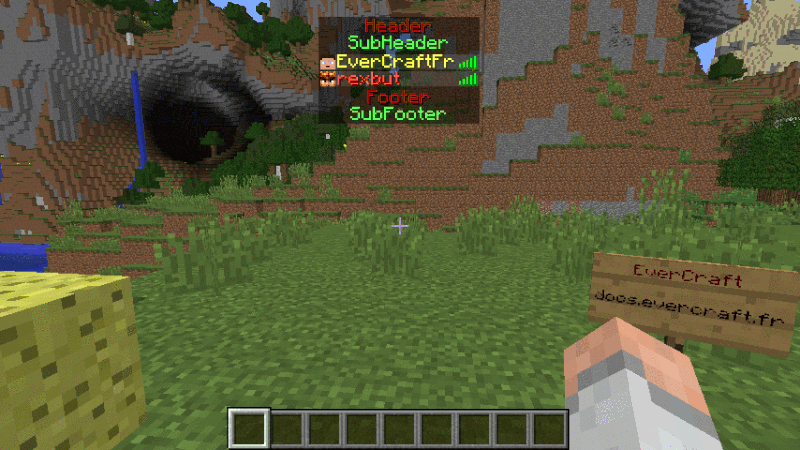 Header
SubHeader
EverCraftFr
rexbut
Footer
SubFooter
EverCraft
docs.evercraft.fr